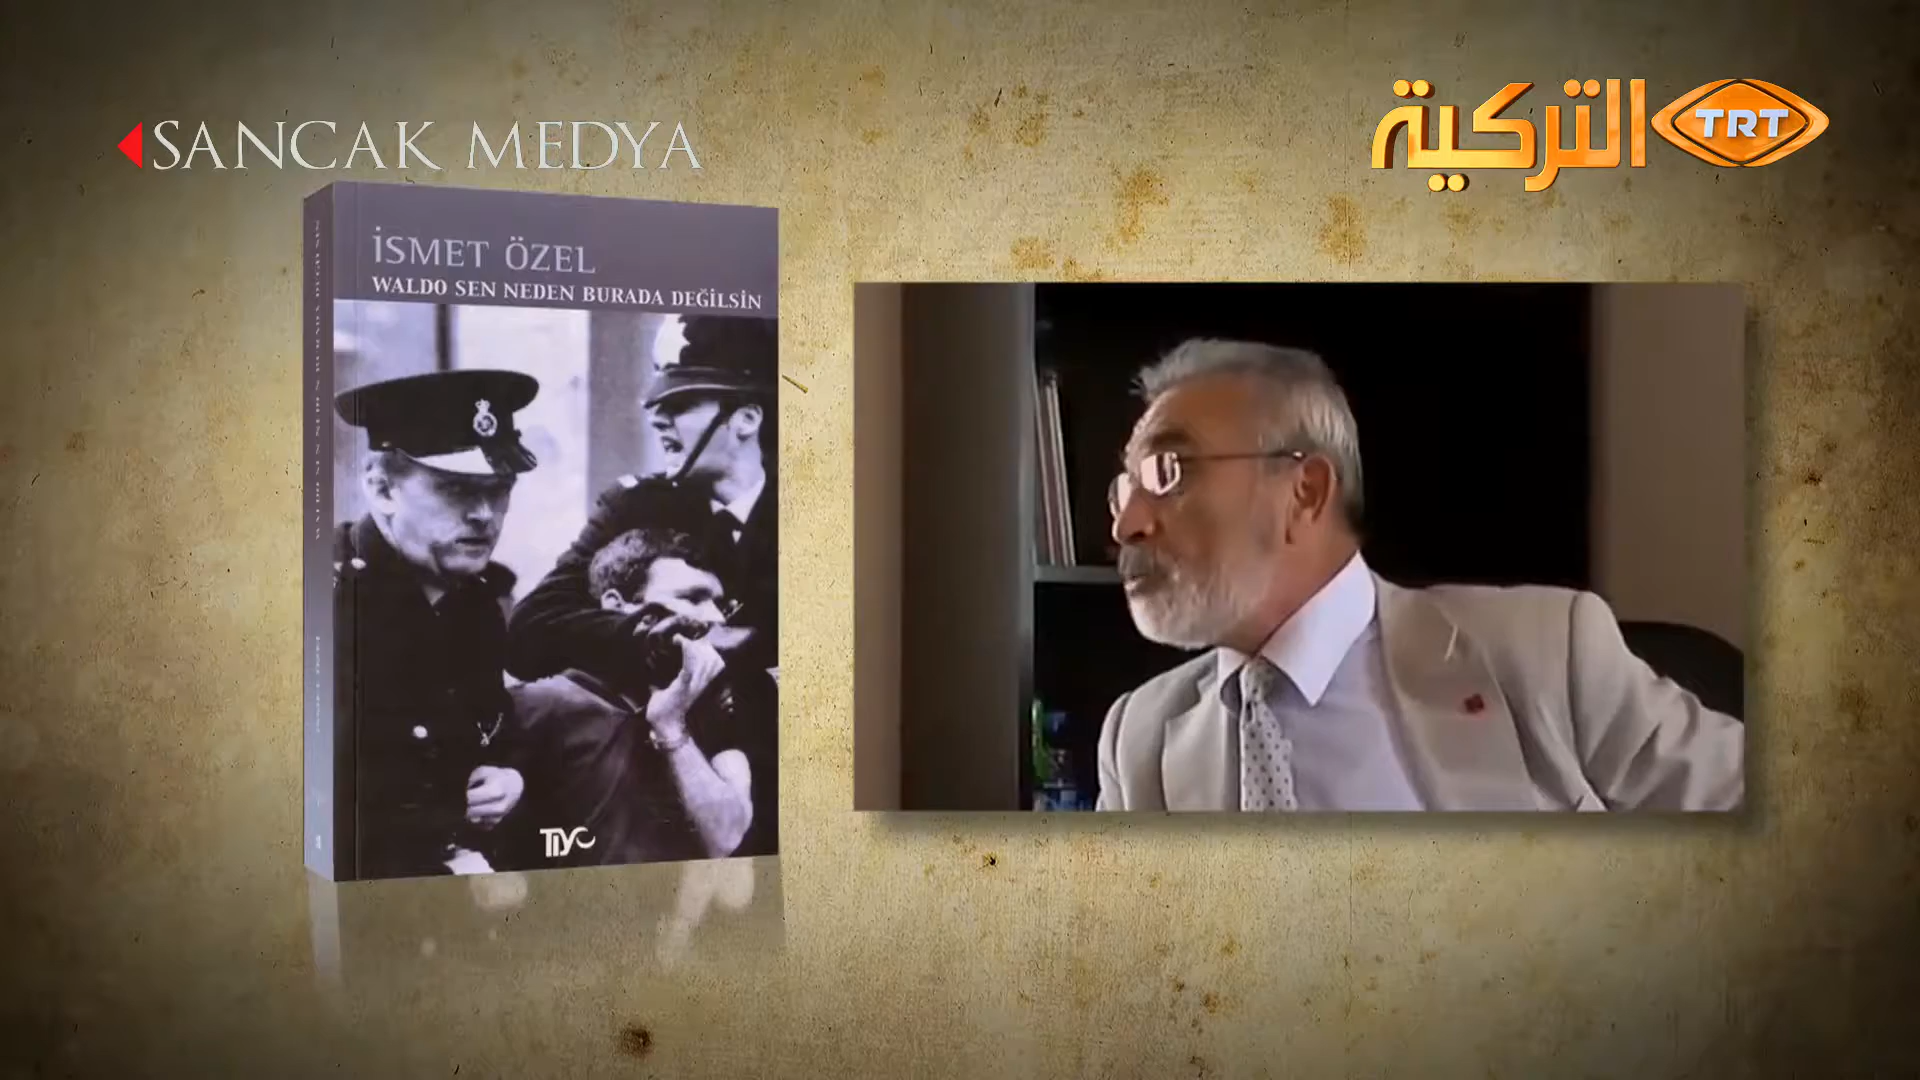 SANCAK MEDYA
التركية TRT
İSMET ÖZEL
WALDO SEN NEDEN BURADA DEĞİLSİN
TİYO